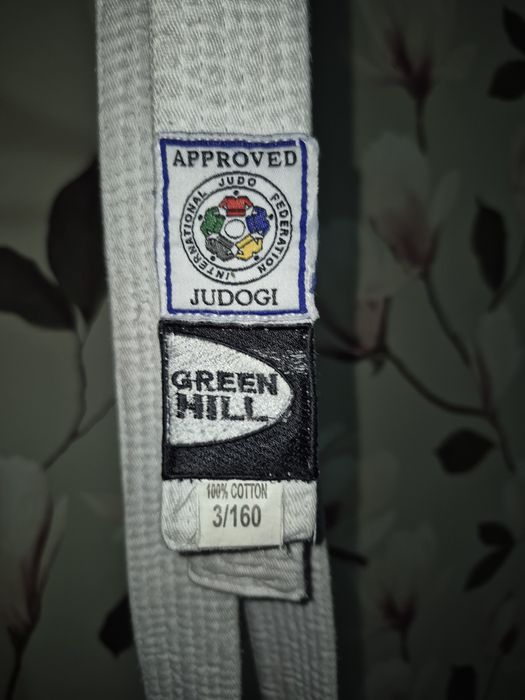 APPROVED
INTERNATIONAL JUDO FEDERATION
JUDOGI
GREEN
HILL
100% COTTON
3/160